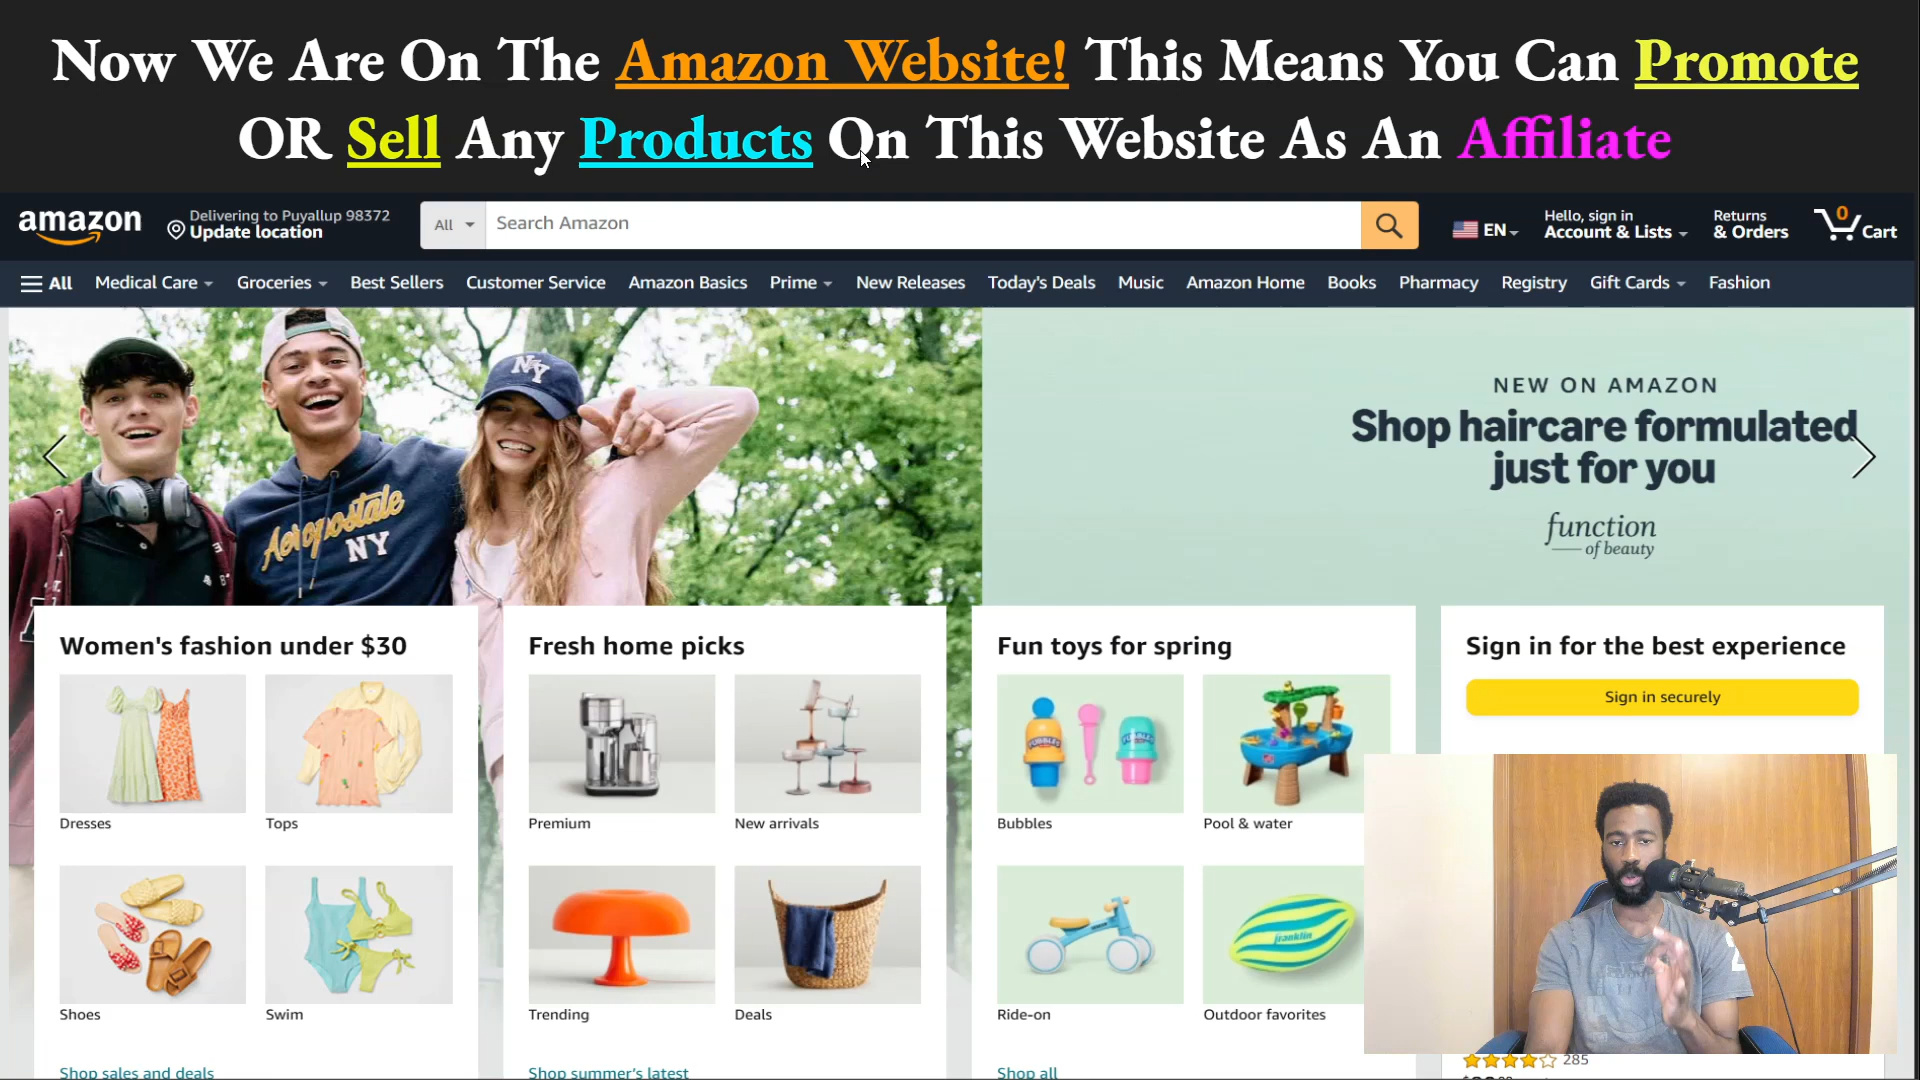 Now We Are On The Amazon Website! This Means You Can Promote
OR Sell Any Products On This Website As An Affiliate
amazon
Delivering to Puyallup 98372
Update location
All
Search Amazon
EN
Hello, sign in
Account & Lists
Returns
& Orders
0
Cart
All
Medical Care
Groceries
Best Sellers
Customer Service
Amazon Basics
Prime
New Releases
Today's Deals
Music
Amazon Home
Books
Pharmacy
Registry
Gift Cards
Fashion
NY
Aeropostale
NY
NEW ON AMAZON
Shop haircare formulated
just for you
function
of beauty
Women's fashion under $30
Dresses
Tops
Shoes
Swim
Shop sales and deals
Fresh home picks
Premium
New arrivals
Trending
Deals
Shop summer's latest
Fun toys for spring
Bubbles
Pool & water
Ride-on
franklin
Outdoor favorites
Shop all
Sign in for the best experience
Sign in securely
285